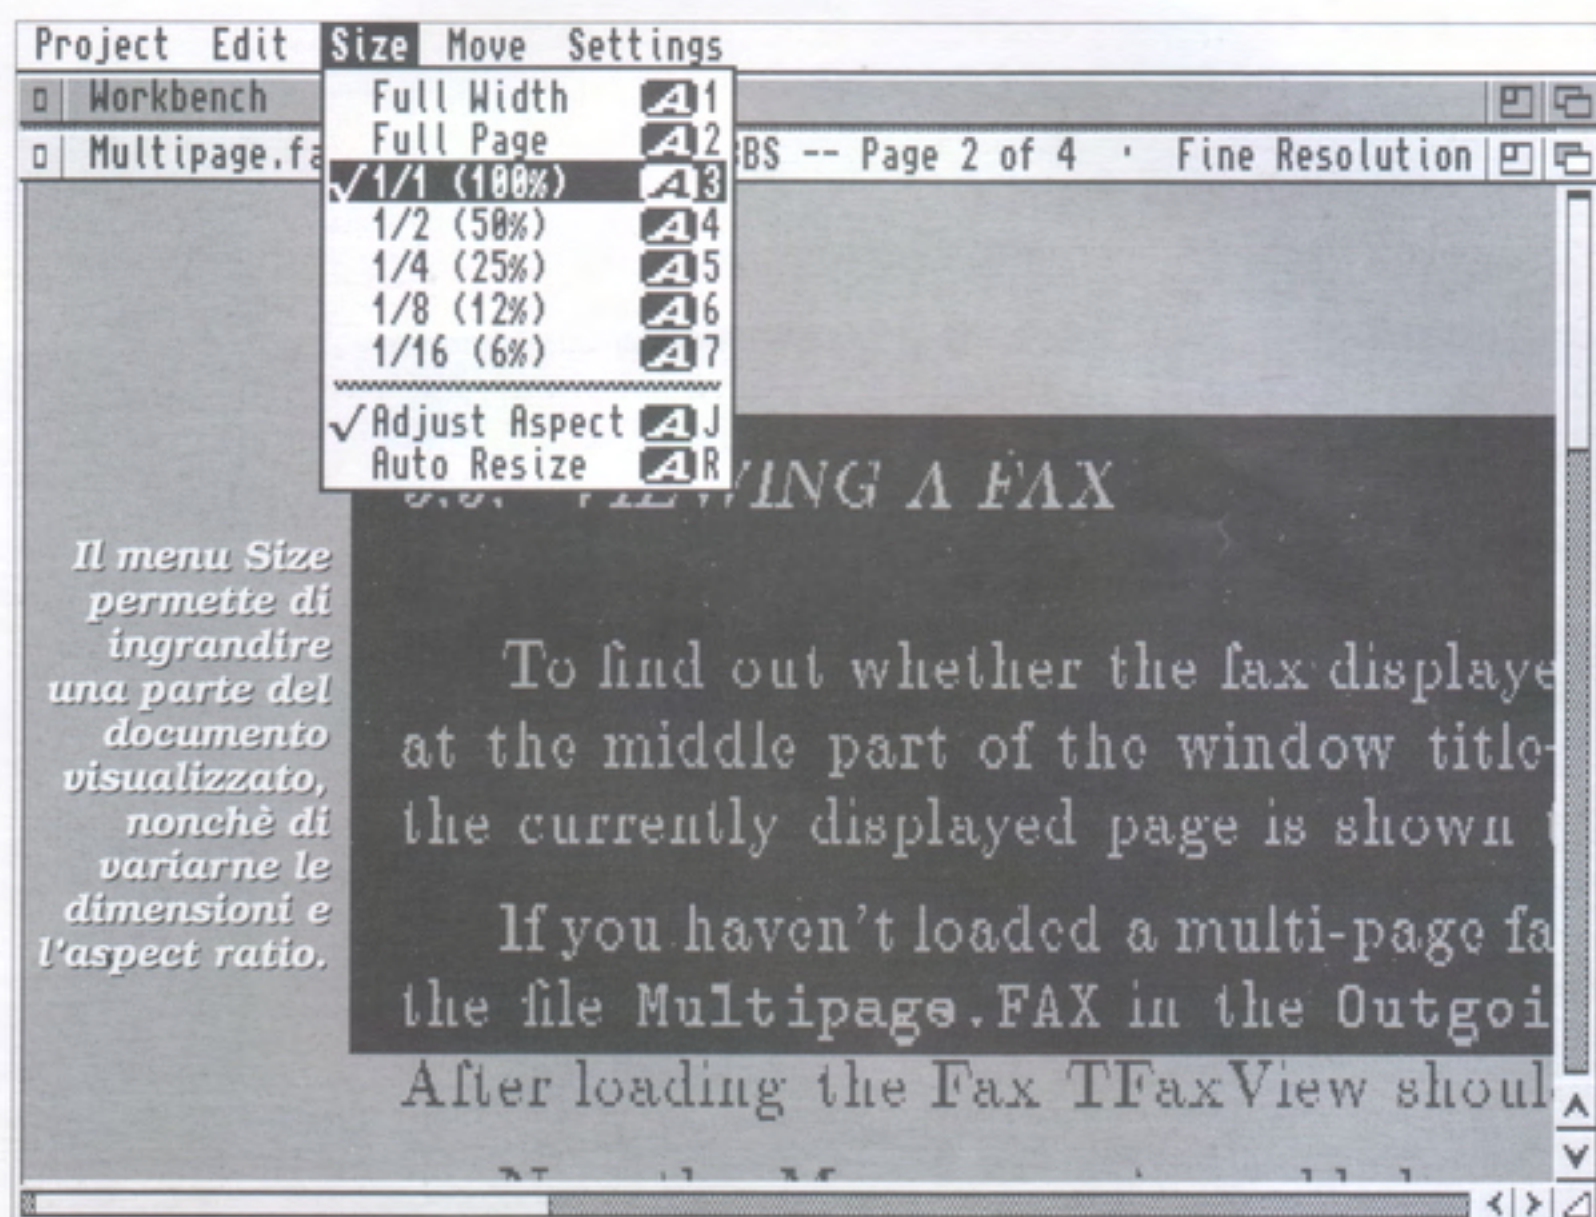 Project Edit Size Move Settings
Workbench
Multipage.fa BBS -- Page 2 of 4 · Fine Resolution
Full Width A 1
Full Page A 2
✓ 1/1 (100%) A 3
1/2 (50%) A 4
1/4 (25%) A 5
1/8 (12%) A 6
1/16 (6%) A 7
✓ Adjust Aspect A J
Auto Resize A R
VIEWING A FAX
Il menu Size
permette di
ingrandire
una parte del
documento
visualizzato,
nonchè di
variarne le
dimensioni e
l'aspect ratio.
To find out whether the fax displaye
at the middle part of the window title-
the currently displayed page is shown
If you haven't loaded a multi-page fa
the file Multipage.FAX in the Outgoi
After loading the Fax TFaxView shoul